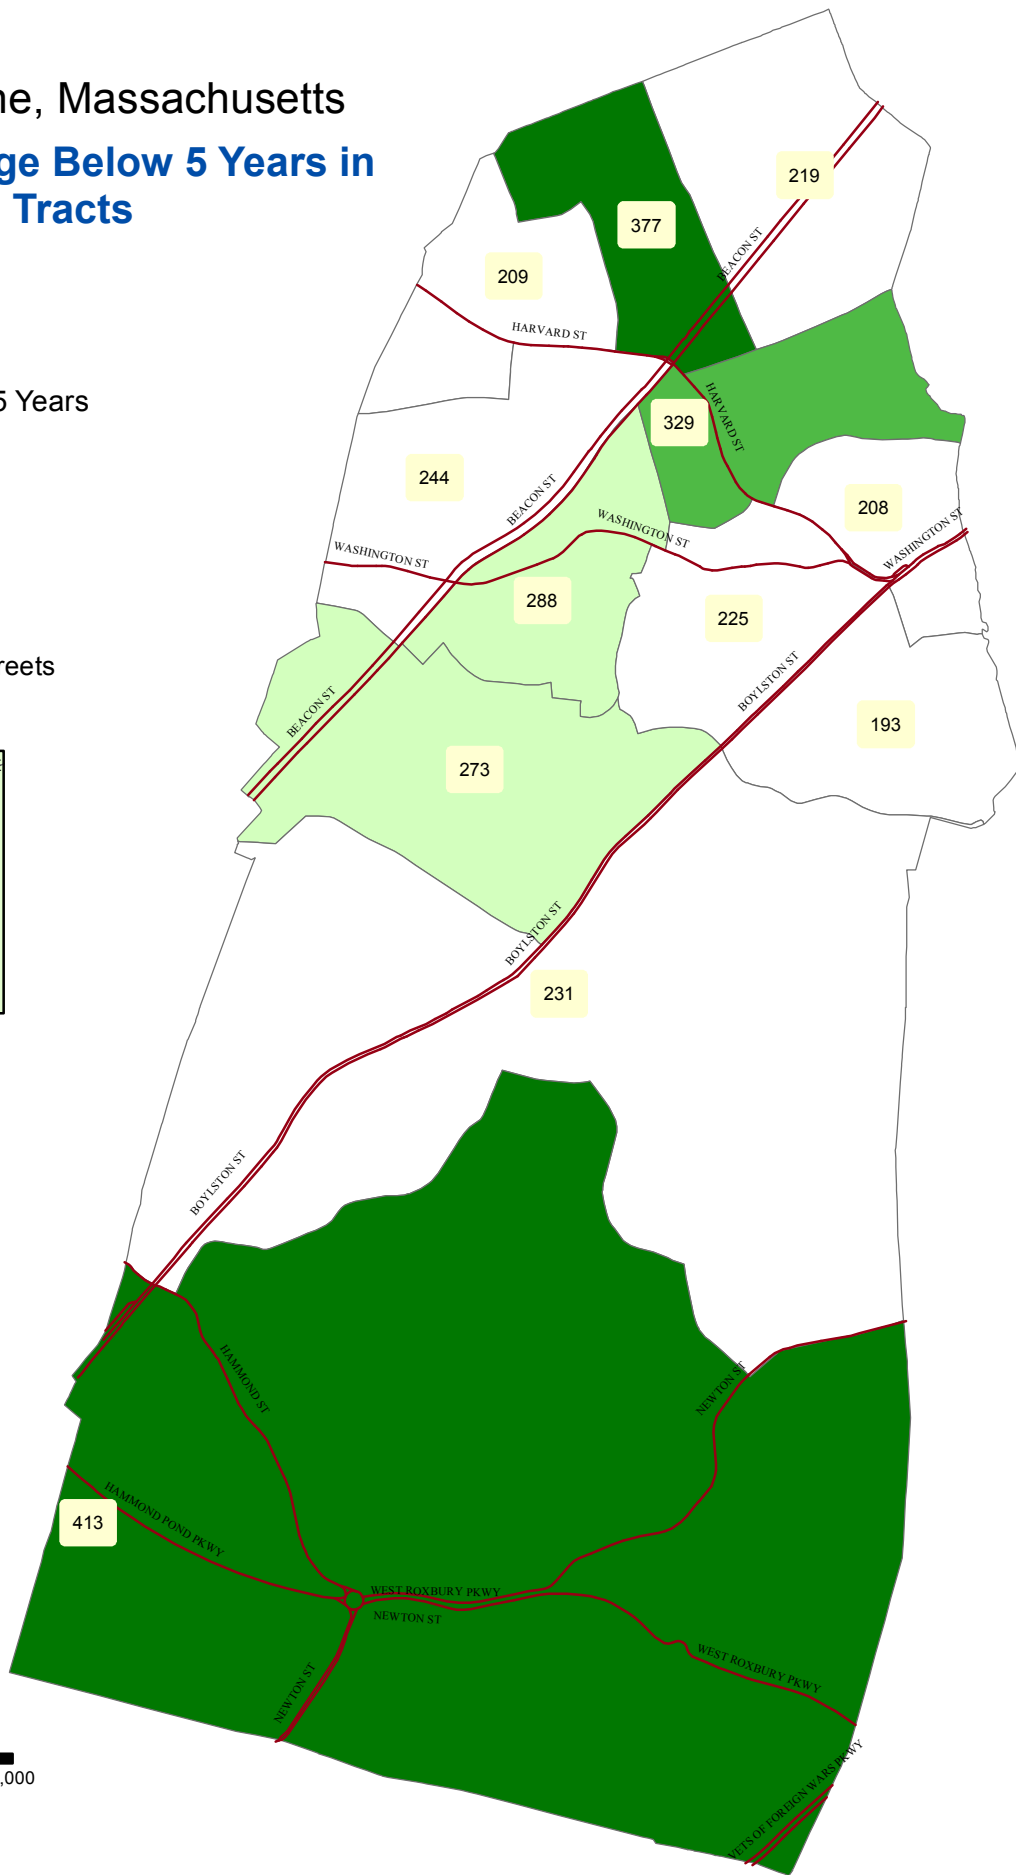 ne, Massachusetts
ge Below 5 Years in
Tracts
219
377
BEACON ST
209
HARVARD ST
5 Years
HARVARD ST
329
244
BEACON ST
208
WASHINGTON ST
WASHINGTON ST
WASHINGTON ST
288
225
reets
BOYLSTON ST
BEACON ST
193
273
BOYLSTON ST
231
BOYLSTON ST
HAMMOND ST
NEWTON ST
HAMMOND POND PKWY
413
WEST ROXBURY PKWY
NEWTON ST
WEST ROXBURY PKWY
NEWTON ST
VETS OF FOREIGN WARS PKWY
,000